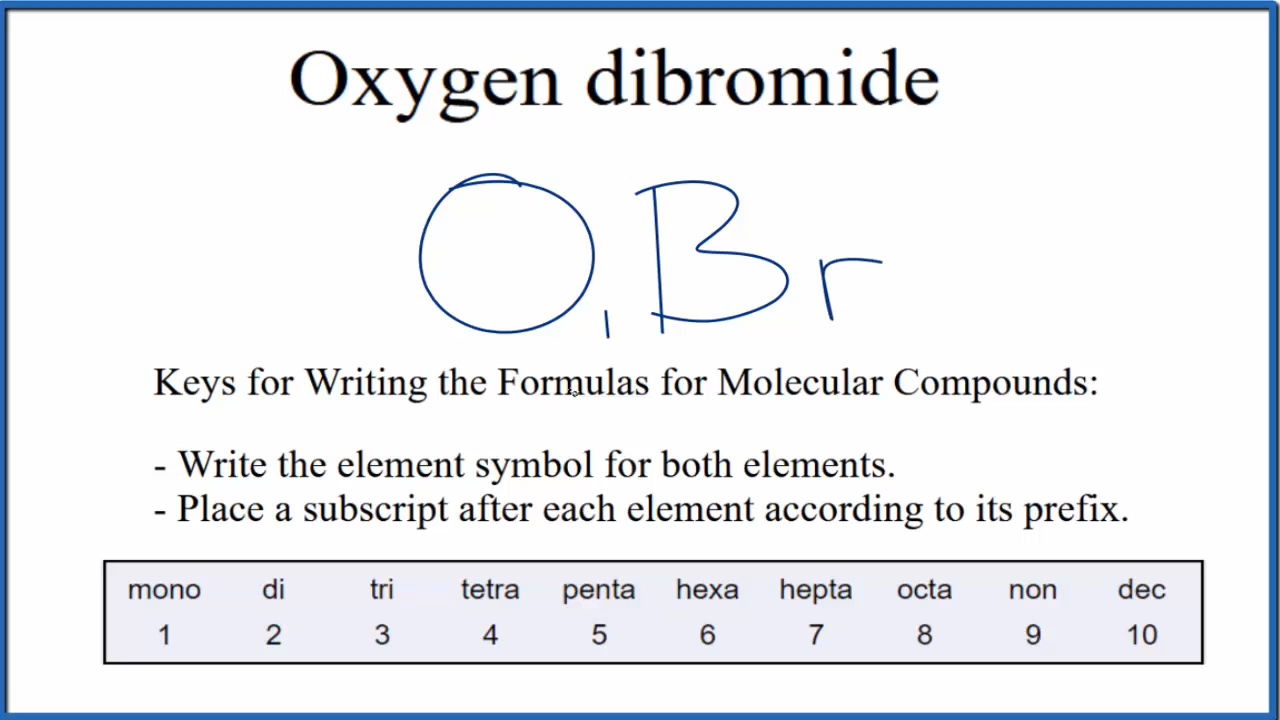 Oxygen dibromide
O₁Br
Keys for Writing the Formulas for Molecular Compounds:
- Write the element symbol for both elements.
- Place a subscript after each element according to its prefix.
mono di tri tetra penta hexa hepta octa non dec
1 2 3 4 5 6 7 8 9 10